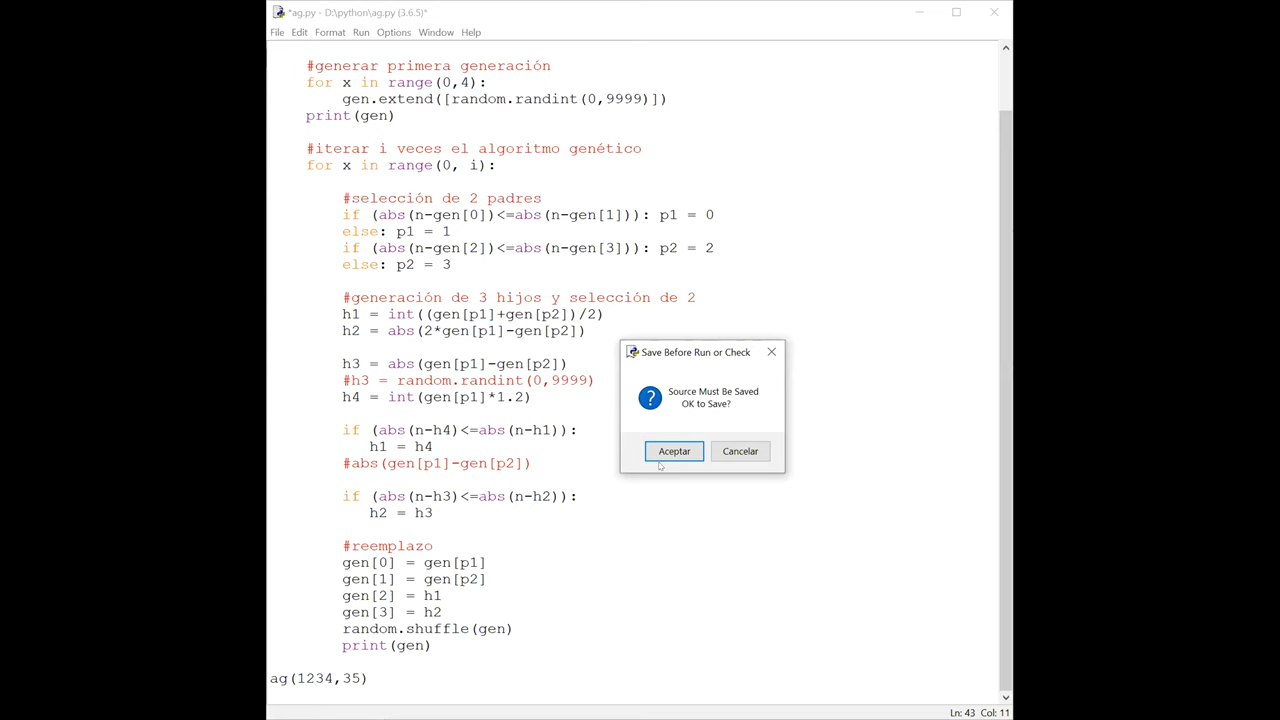 *ag.py - D:\python\ag.py (3.6.5)*
File Edit Format Run Options Window Help
#generar primera generación
for x in range(0,4):
gen.extend([random.randint(0,9999)])
print(gen)
#iterar i veces el algoritmo genético
for x in range(0, i):
#selección de 2 padres
if (abs(n-gen[0])<=abs(n-gen[1])): p1 = 0
else: p1 = 1
if (abs(n-gen[2])<=abs(n-gen[3])): p2 = 2
else: p2 = 3
#generación de 3 hijos y selección de 2
h1 = int((gen[p1]+gen[p2])/2)
h2 = abs(2*gen[p1]-gen[p2])
h3 = abs(gen[p1]-gen[p2])
#h3 = random.randint(0,9999)
h4 = int(gen[p1]*1.2)
if (abs(n-h4)<=abs(n-h1)):
h1 = h4
#abs(gen[p1]-gen[p2])
if (abs(n-h3)<=abs(n-h2)):
h2 = h3
#reemplazo
gen[0] = gen[p1]
gen[1] = gen[p2]
gen[2] = h1
gen[3] = h2
random.shuffle(gen)
print(gen)
ag(1234,35)
Save Before Run or Check
Source Must Be Saved
OK to Save?
Aceptar Cancelar
Ln: 43 Col: 11